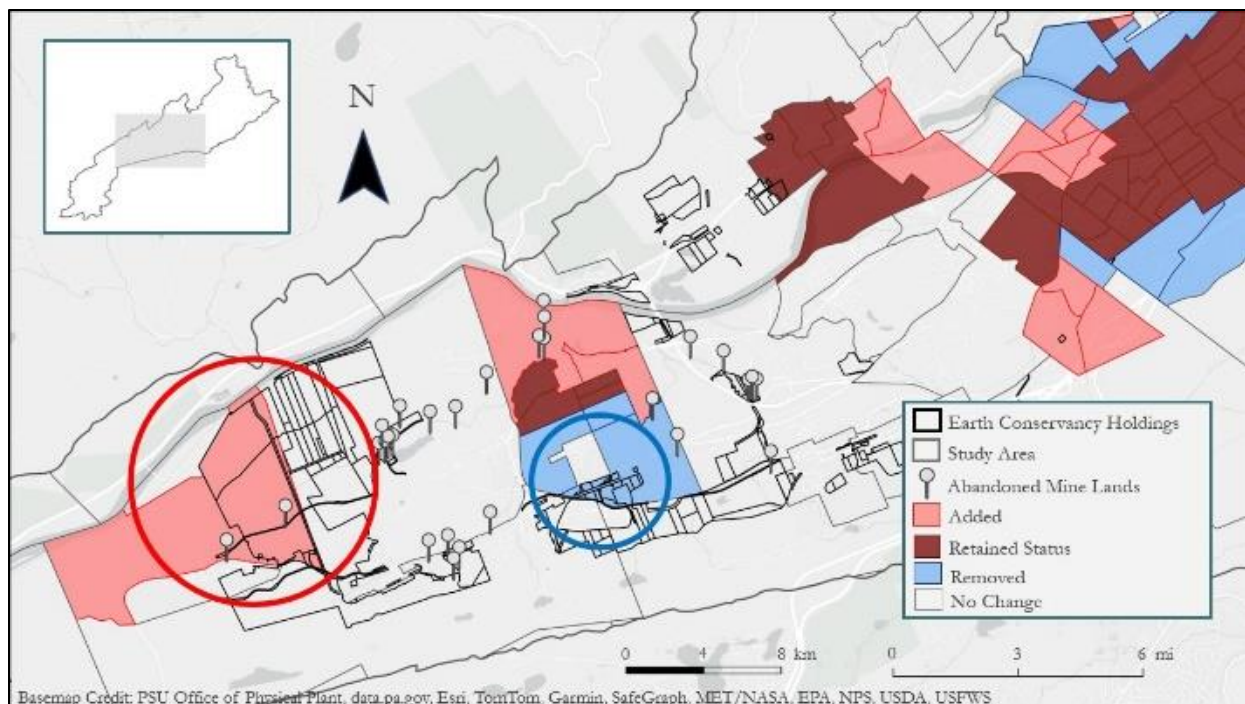 N
Earth Conservancy Holdings
Study Area
Abandoned Mine Lands
Added
Retained Status
Removed
No Change
0 4 8 km
0 3 6 mi
Basemap Credit: PSU Office of Physical Plant, data.pa.gov, Esri, TomTom, Garmin, SafeGraph, MET/NASA, EPA, NPS, USDA, USFWS